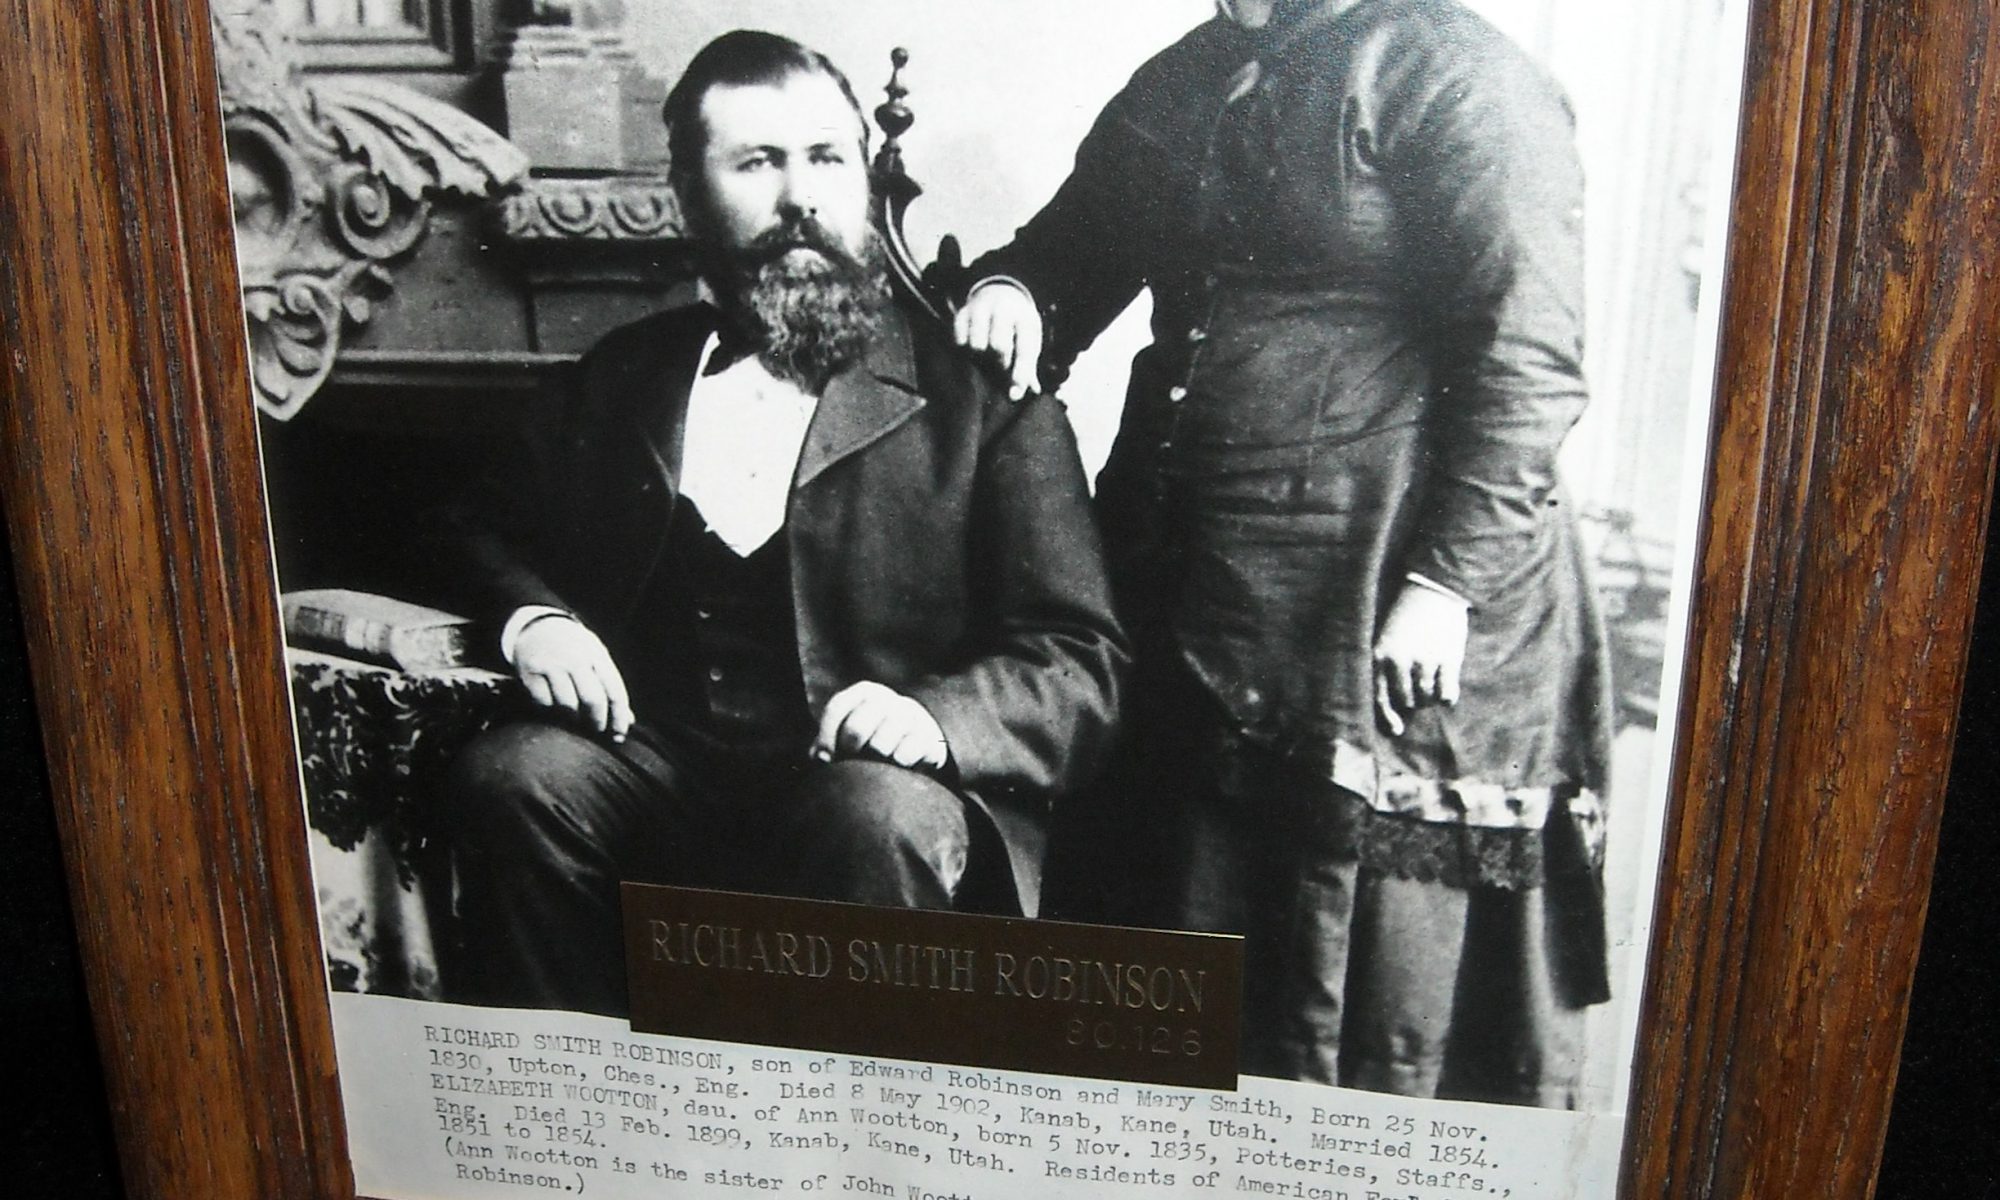 RICHARD SMITH ROBINSON
80.126
RICHARD SMITH ROBINSON, son of Edward Robinson and Mary Smith, Born 25 Nov.
1830, Upton, Ches., Eng. Died 8 May 1902, Kanab, Kane, Utah. Married 1854.
ELIZABETH WOOTTON, dau. of Ann Wootton, born 5 Nov. 1835, Potteries, Staffs.,
Eng. Died 13 Feb. 1899, Kanab, Kane, Utah. Residents of American
1851 to 1854.
(Ann Wootton is the sister of John
Robinson.)